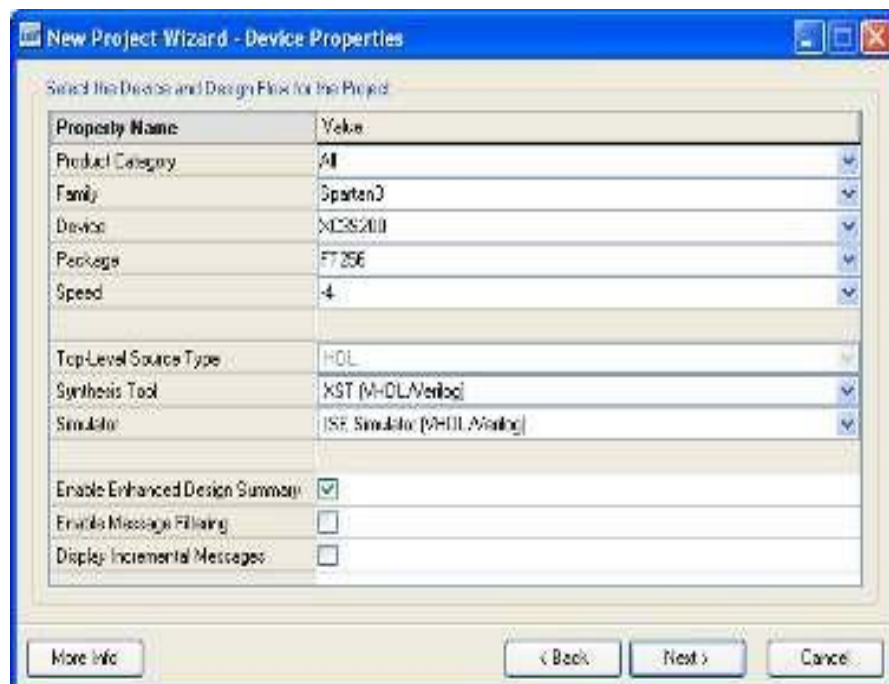 New Project Wizard - Device Properties
Select the Device and Design Flow for the Project
Property Name Value
Product Category All
Family Spartan3
Device XC3S200
Package FT256
Speed -4
Top-Level Source Type HDL
Synthesis Tool XST (VHDL/Verilog)
Simulator ISE Simulator (VHDL/Verilog)
Enable Enhanced Design Summary
Enable Message Filtering
Display Incremental Messages
More Info < Back Next > Cancel